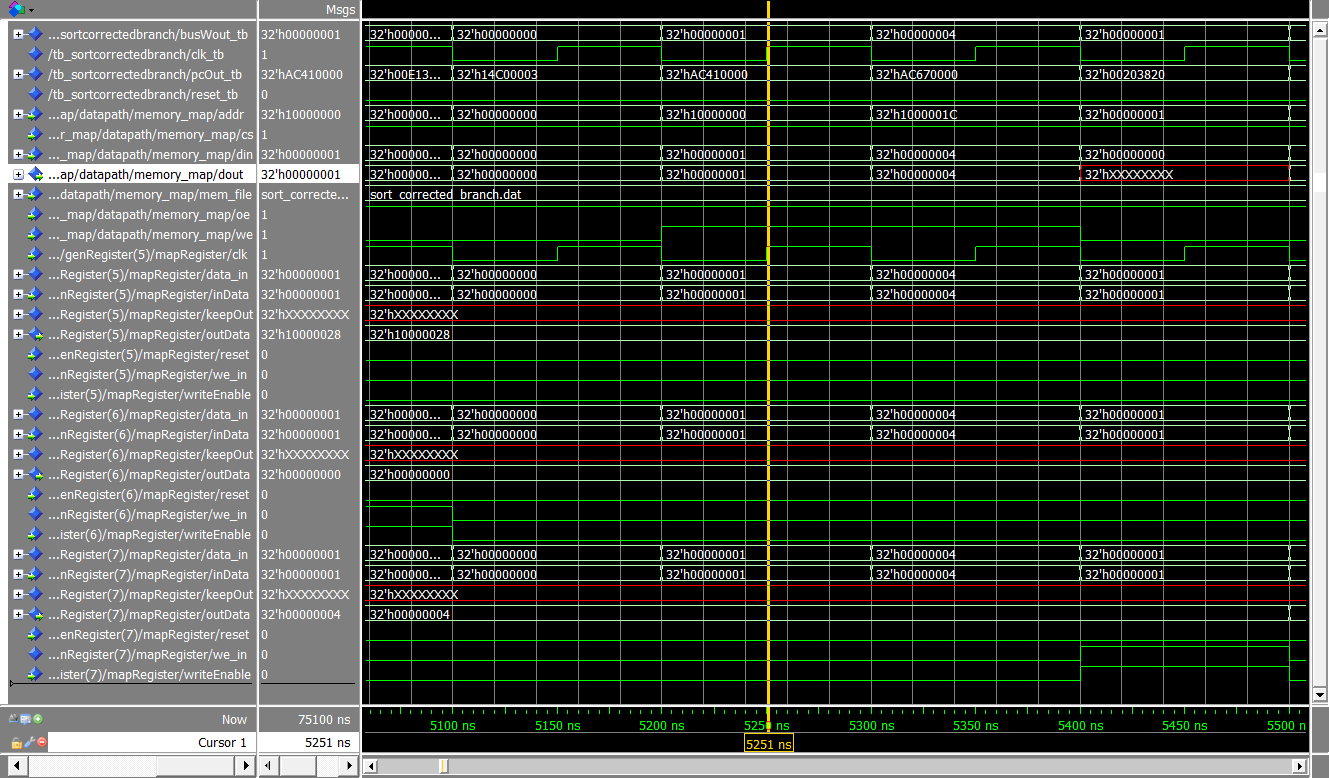 Msgs
...sortcorrectedbranch/busWout_tb 32'h00000001 32'h00000... 32'h00000000 32'h00000001 32'h00000004 32'h00000001
/tb_sortcorrectedbranch/clk_tb 1
/tb_sortcorrectedbranch/pcOut_tb 32'hAC410000 32'h00E13... 32'h14C00003 32'hAC410000 32'hAC670000 32'h00203820
/tb_sortcorrectedbranch/reset_tb 0
...ap/datapath/memory_map/addr 32'h10000000 32'h00000... 32'h00000000 32'h10000000 32'h1000001C 32'h00000001
...r_map/datapath/memory_map/cs 1
..._map/datapath/memory_map/din 32'h00000001 32'h00000... 32'h00000000 32'h00000001 32'h00000004 32'h00000000
...ap/datapath/memory_map/dout 32'h00000001 32'h00000... 32'h00000000 32'h00000001 32'h00000004 32'hXXXXXXXX
...datapath/memory_map/mem_file sort_correcte... sort_corrected_branch.dat
..._map/datapath/memory_map/oe 1
..._map/datapath/memory_map/we 1
.../genRegister(5)/mapRegister/clk 1
...Register(5)/mapRegister/data_in 32'h00000001 32'h00000... 32'h00000000 32'h00000001 32'h00000004 32'h00000001
...nRegister(5)/mapRegister/inData 32'h00000001 32'h00000... 32'h00000000 32'h00000001 32'h00000004 32'h00000001
...Register(5)/mapRegister/keepOut 32'hXXXXXXXX 32'hXXXXXXXX
...Register(5)/mapRegister/outData 32'h10000028 32'h10000028
...enRegister(5)/mapRegister/reset 0
...nRegister(5)/mapRegister/we_in 0
...ister(5)/mapRegister/writeEnable 0
...Register(6)/mapRegister/data_in 32'h00000001 32'h00000... 32'h00000000 32'h00000001 32'h00000004 32'h00000001
...nRegister(6)/mapRegister/inData 32'h00000001 32'h00000... 32'h00000000 32'h00000001 32'h00000004 32'h00000001
...Register(6)/mapRegister/keepOut 32'hXXXXXXXX 32'hXXXXXXXX
...Register(6)/mapRegister/outData 32'h00000000 32'h00000000
...enRegister(6)/mapRegister/reset 0
...nRegister(6)/mapRegister/we_in 0
...ister(6)/mapRegister/writeEnable 0
...Register(7)/mapRegister/data_in 32'h00000001 32'h00000... 32'h00000000 32'h00000001 32'h00000004 32'h00000001
...nRegister(7)/mapRegister/inData 32'h00000001 32'h00000... 32'h00000000 32'h00000001 32'h00000004 32'h00000001
...Register(7)/mapRegister/keepOut 32'hXXXXXXXX 32'hXXXXXXXX
...Register(7)/mapRegister/outData 32'h00000004 32'h00000004
...enRegister(7)/mapRegister/reset 0
...nRegister(7)/mapRegister/we_in 0
...ister(7)/mapRegister/writeEnable 0
Now 75100 ns 5100 ns 5150 ns 5200 ns 5250 ns 5300 ns 5350 ns 5400 ns 5450 ns 5500 n
Cursor 1 5251 ns 5251 ns